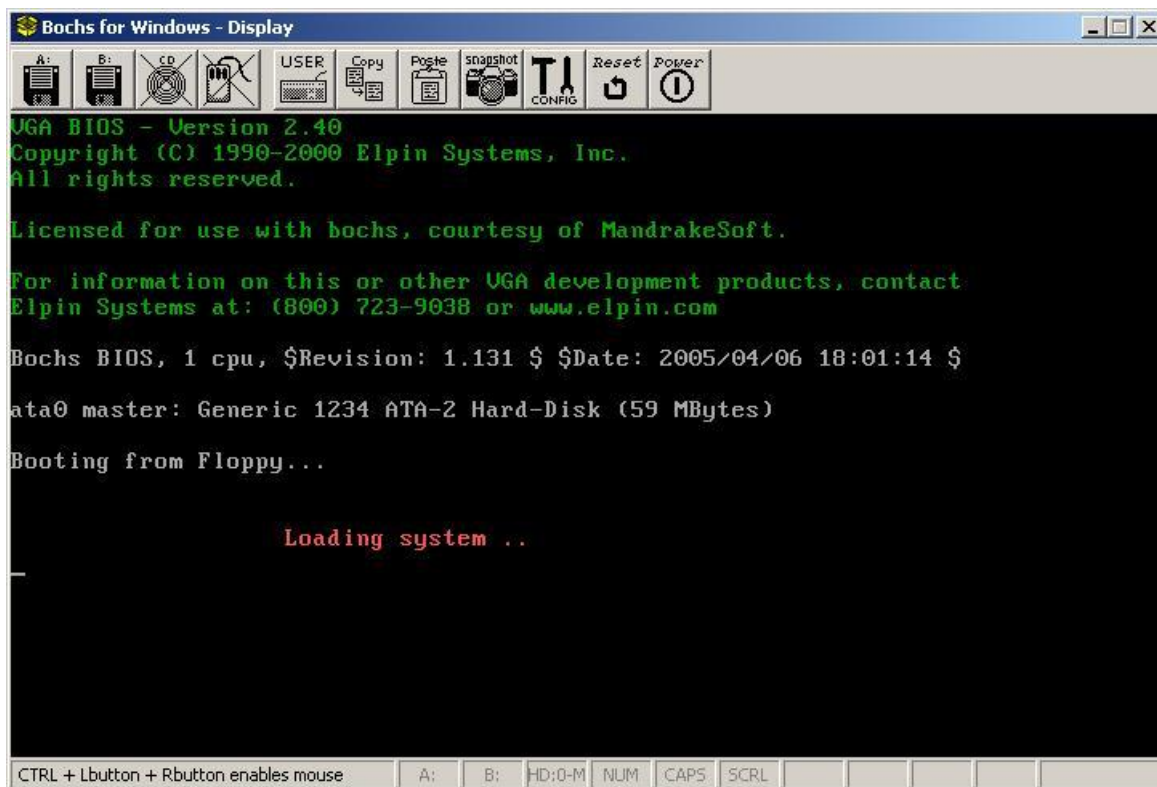 Bochs for Windows - Display
A: B: CD USER Copy Paste snapshot CONFIG Reset Power
VGA BIOS - Version 2.40
Copyright (C) 1990-2000 Elpin Systems, Inc.
All rights reserved.
Licensed for use with bochs, courtesy of MandrakeSoft.
For information on this or other VGA development products, contact
Elpin Systems at: (800) 723-9038 or www.elpin.com
Bochs BIOS, 1 cpu, $Revision: 1.131 $ $Date: 2005/04/06 18:01:14 $
ata0 master: Generic 1234 ATA-2 Hard-Disk (59 MBytes)
Booting from Floppy...
Loading system ..
CTRL + Lbutton + Rbutton enables mouse A: B: HD:0-M NUM CAPS SCRL